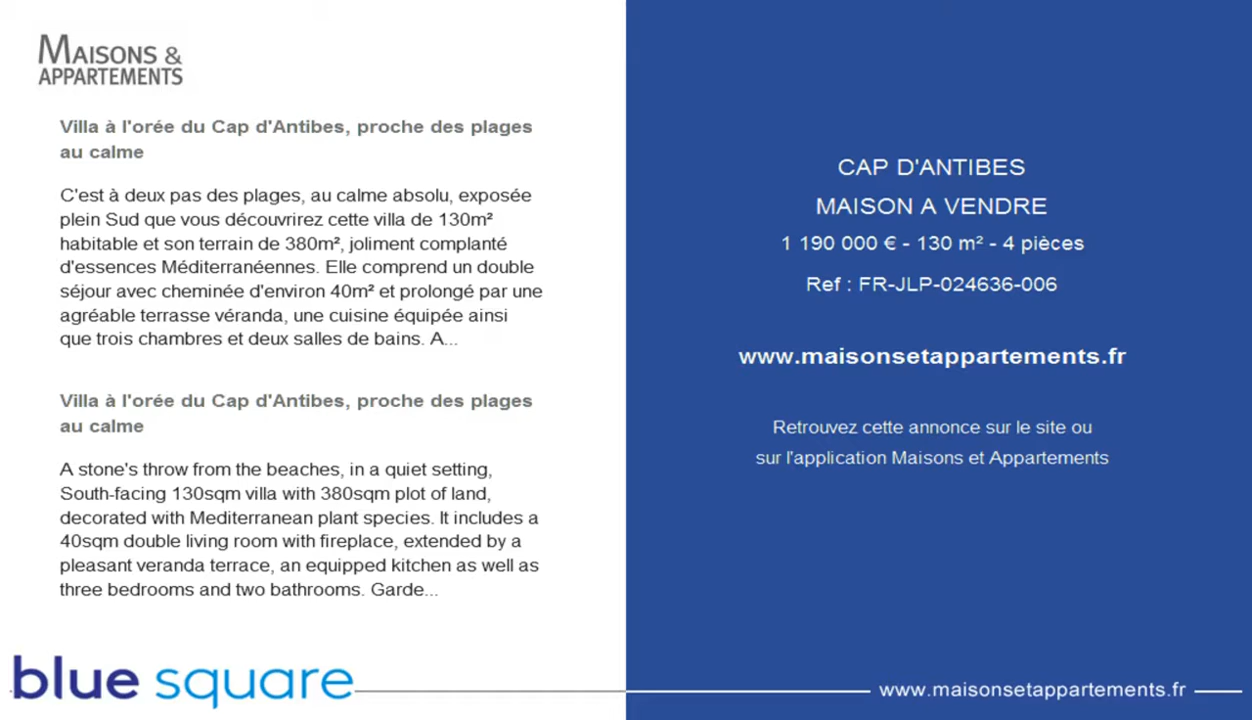 MAISONS &
APPARTEMENTS
Villa à l'orée du Cap d'Antibes, proche des plages
au calme
C'est à deux pas des plages, au calme absolu, exposée
plein Sud que vous découvrirez cette villa de 130m²
habitable et son terrain de 380m², joliment complanté
d'essences Méditerranéennes. Elle comprend un double
séjour avec cheminée d'environ 40m² et prolongé par une
agréable terrasse véranda, une cuisine équipée ainsi
que trois chambres et deux salles de bains. A...
Villa à l'orée du Cap d'Antibes, proche des plages
au calme
A stone's throw from the beaches, in a quiet setting,
South-facing 130sqm villa with 380sqm plot of land,
decorated with Mediterranean plant species. It includes a
40sqm double living room with fireplace, extended by a
pleasant veranda terrace, an equipped kitchen as well as
three bedrooms and two bathrooms. Garde...
blue square
CAP D'ANTIBES
MAISON A VENDRE
1 190 000 € - 130 m² - 4 pièces
Ref : FR-JLP-024636-006
www.maisonsetappartements.fr
Retrouvez cette annonce sur le site ou
sur l'application Maisons et Appartements
www.maisonsetappartements.fr